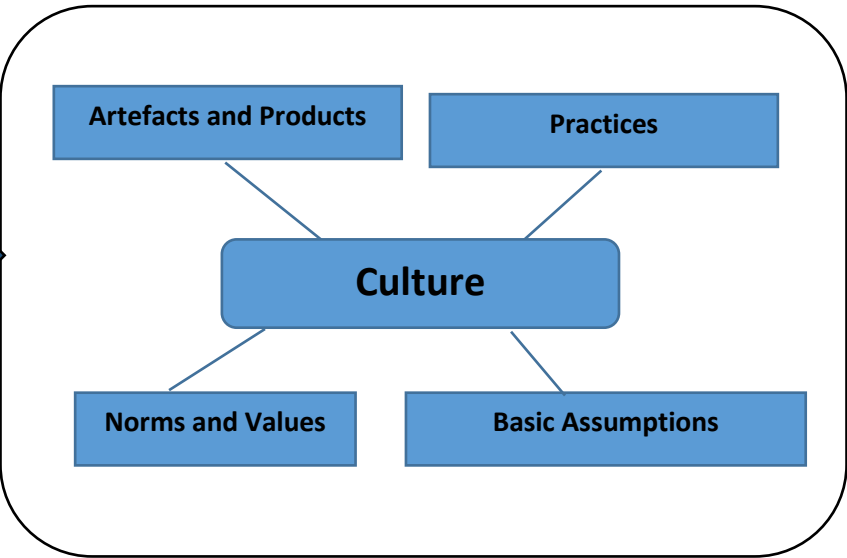 Artefacts and Products
Practices
Culture
Norms and Values
Basic Assumptions